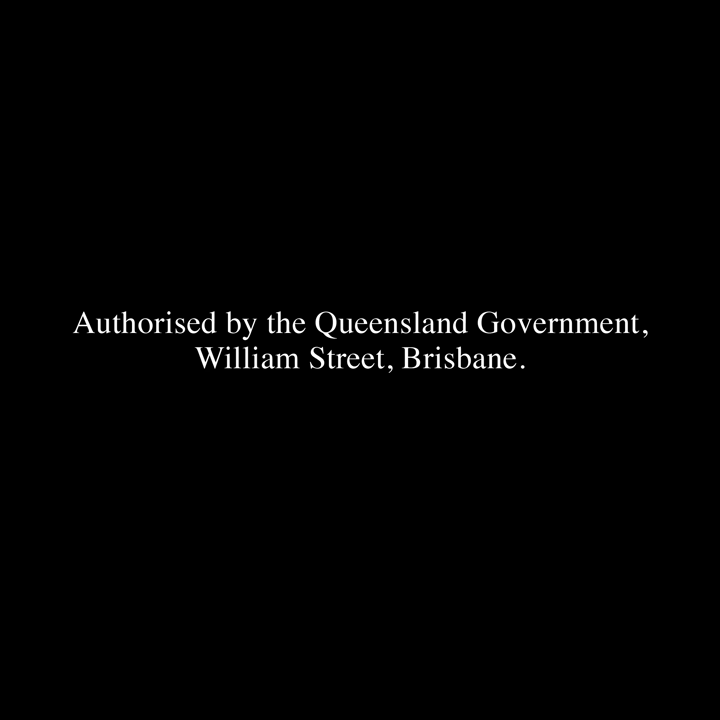 Authorised by the Queensland Government,
William Street, Brisbane.